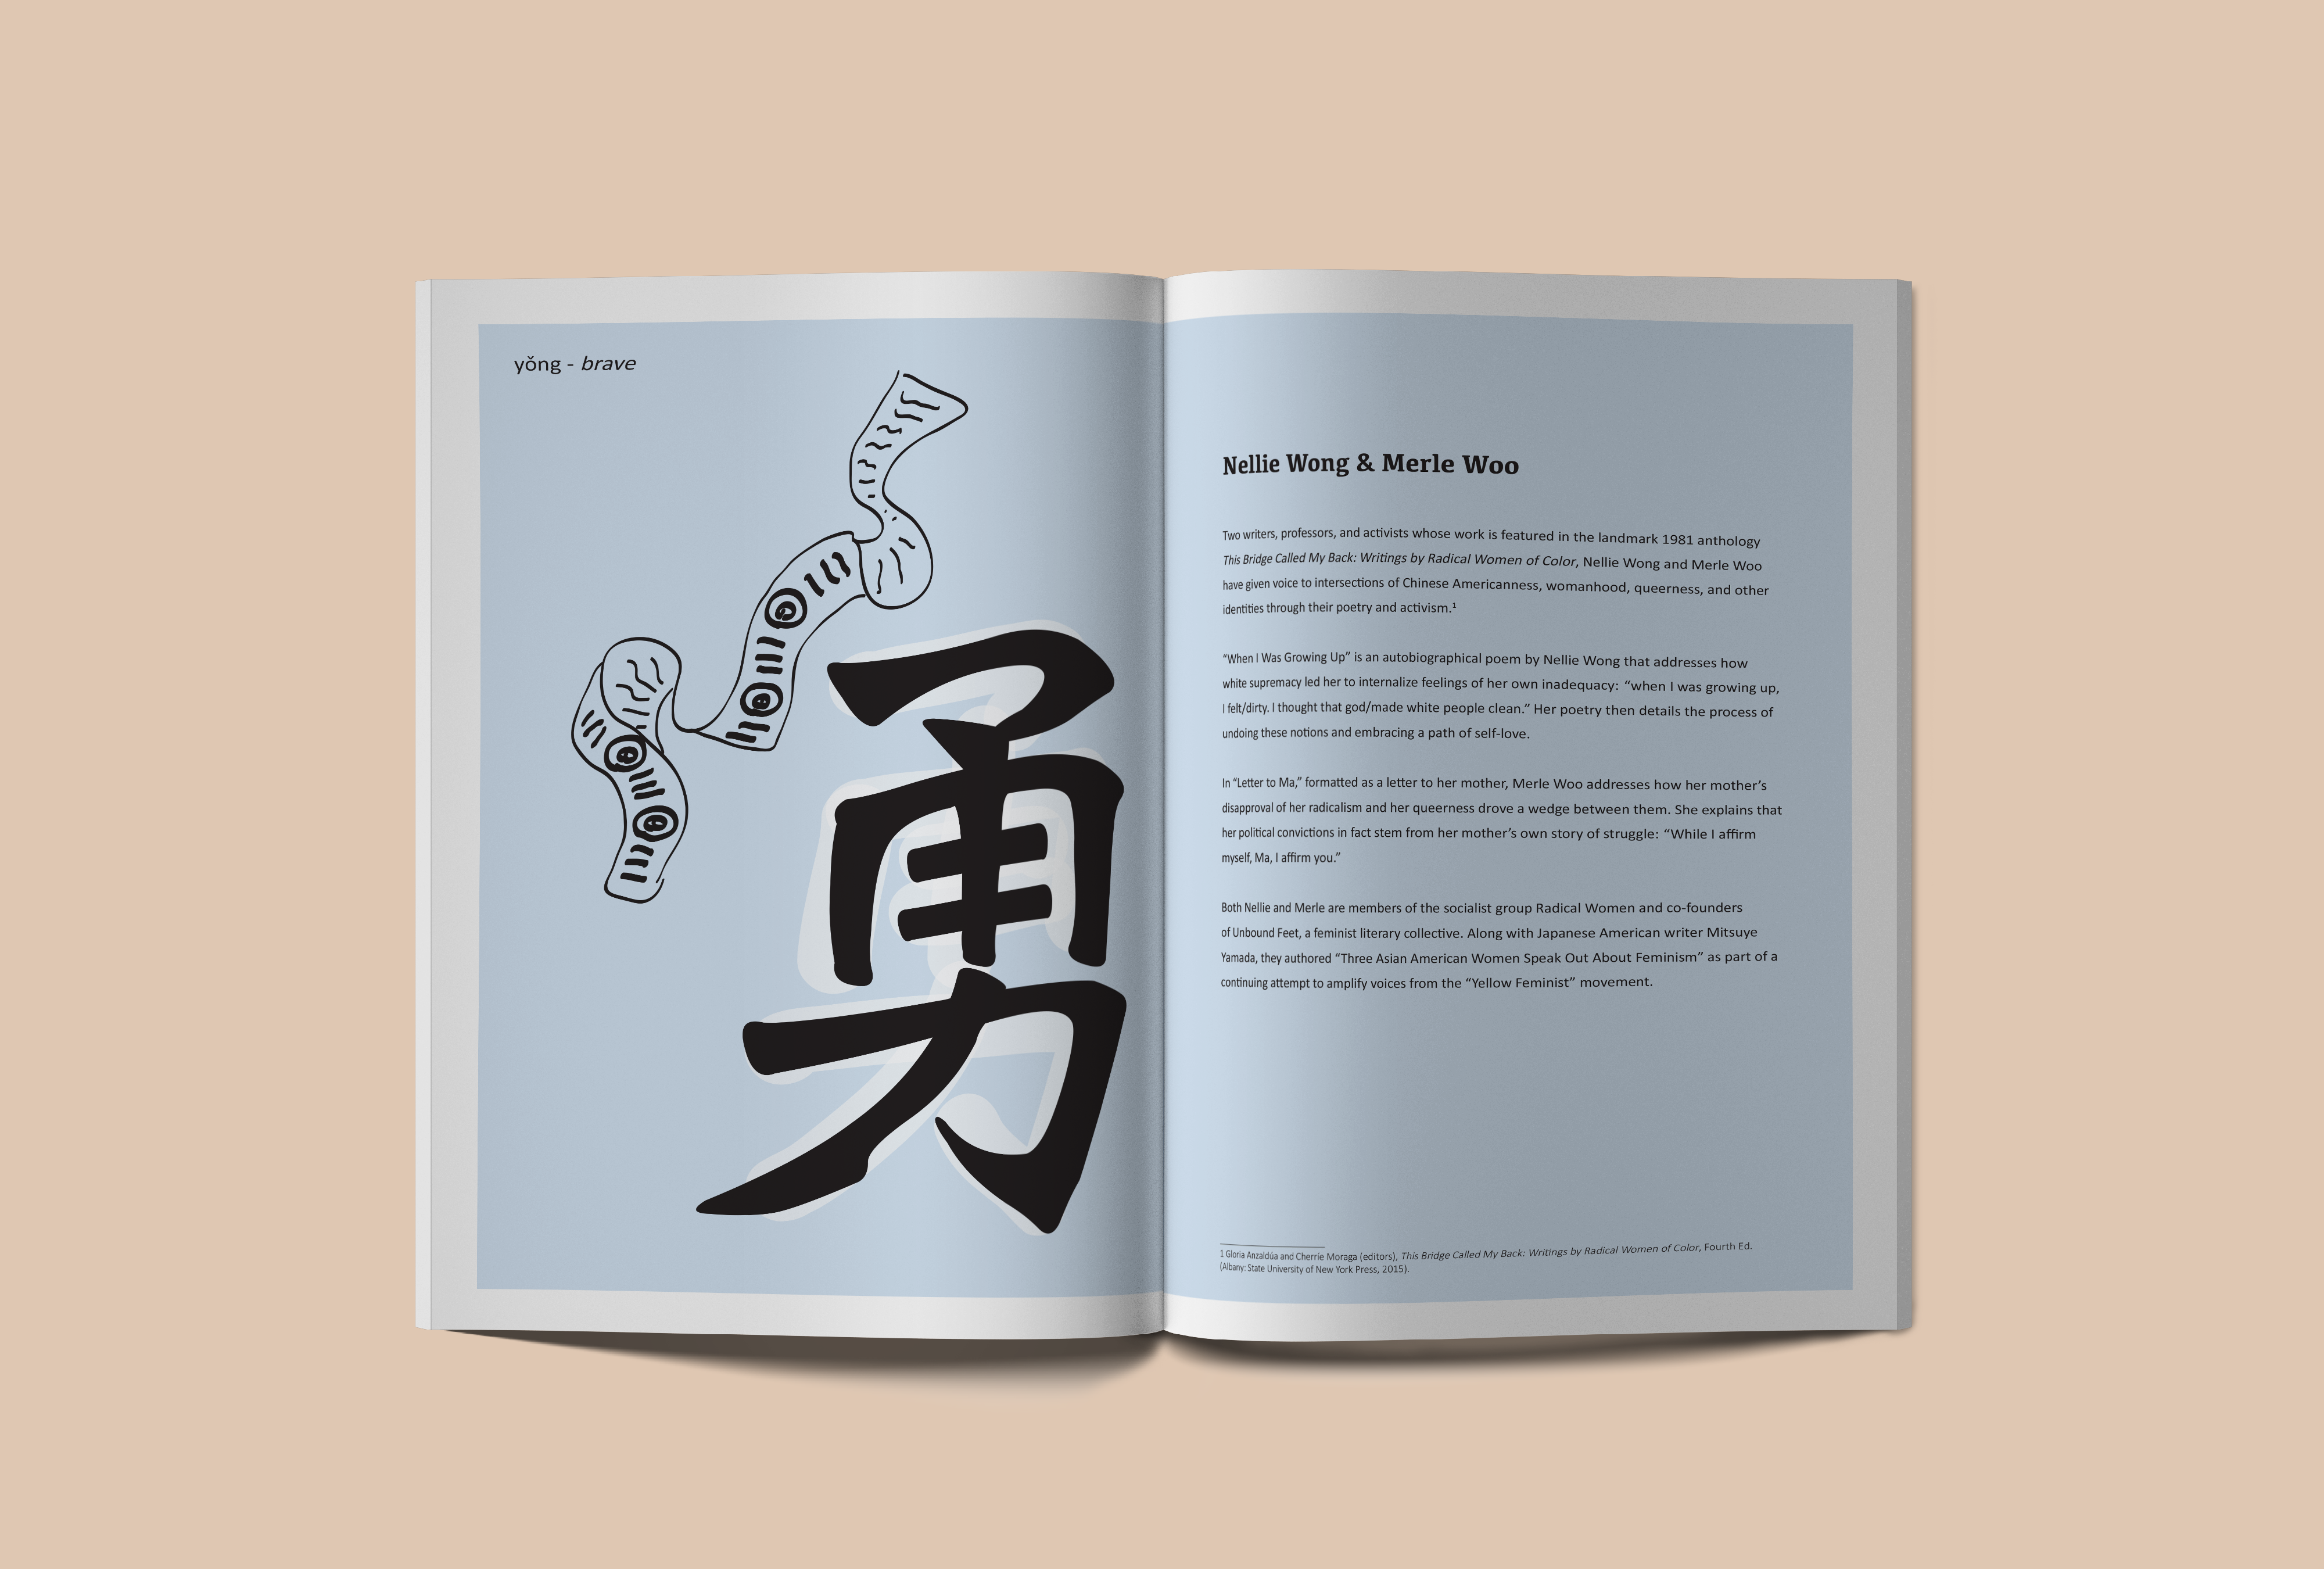 yǒng - brave
勇
Nellie Wong & Merle Woo
Two writers, professors, and activists whose work is featured in the landmark 1981 anthology
This Bridge Called My Back: Writings by Radical Women of Color, Nellie Wong and Merle Woo
have given voice to intersections of Chinese Americanness, womanhood, queerness, and other
identities through their poetry and activism.¹
“When I Was Growing Up” is an autobiographical poem by Nellie Wong that addresses how
white supremacy led her to internalize feelings of her own inadequacy: “when I was growing up,
I felt/dirty. I thought that god/made white people clean.” Her poetry then details the process of
undoing these notions and embracing a path of self-love.
In “Letter to Ma,” formatted as a letter to her mother, Merle Woo addresses how her mother’s
disapproval of her radicalism and her queerness drove a wedge between them. She explains that
her political convictions in fact stem from her mother’s own story of struggle: “While I affirm
myself, Ma, I affirm you.”
Both Nellie and Merle are members of the socialist group Radical Women and co-founders
of Unbound Feet, a feminist literary collective. Along with Japanese American writer Mitsuye
Yamada, they authored “Three Asian American Women Speak Out About Feminism” as part of a
continuing attempt to amplify voices from the “Yellow Feminist” movement.
1 Gloria Anzaldúa and Cherríe Moraga (editors), This Bridge Called My Back: Writings by Radical Women of Color, Fourth Ed.
(Albany: State University of New York Press, 2015).